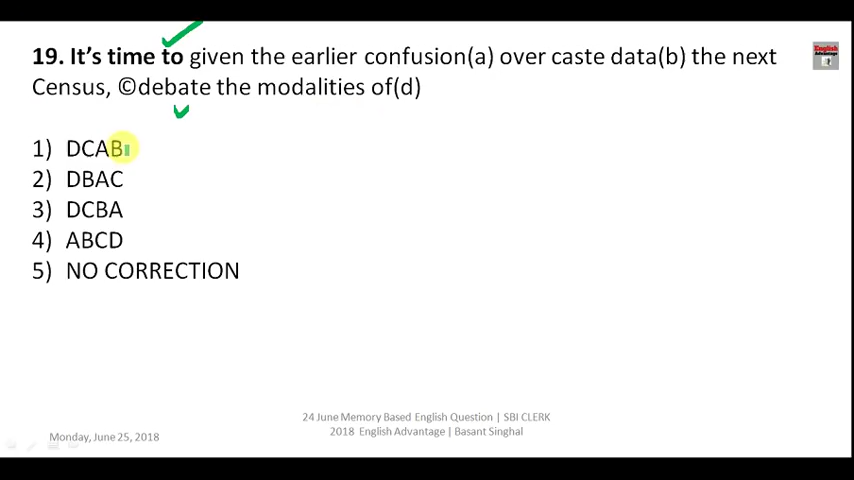 19. It's time to given the earlier confusion(a) over caste data(b) the next
Census, ©debate the modalities of(d)
English
Advantage
1) DCAB
2) DBAC
3) DCBA
4) ABCD
5) NO CORRECTION
24 June Memory Based English Question | SBI CLERK
2018 English Advantage | Basant Singhal
Monday, June 25, 2018